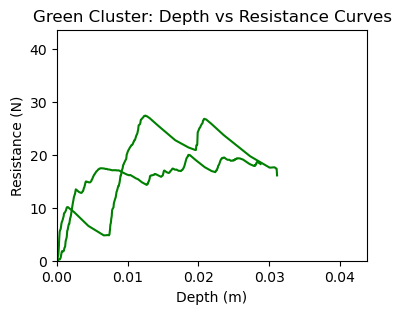 Green Cluster: Depth vs Resistance Curves
Resistance (N)
40
30
20
10
0
0.00 0.01 0.02 0.03 0.04
Depth (m)